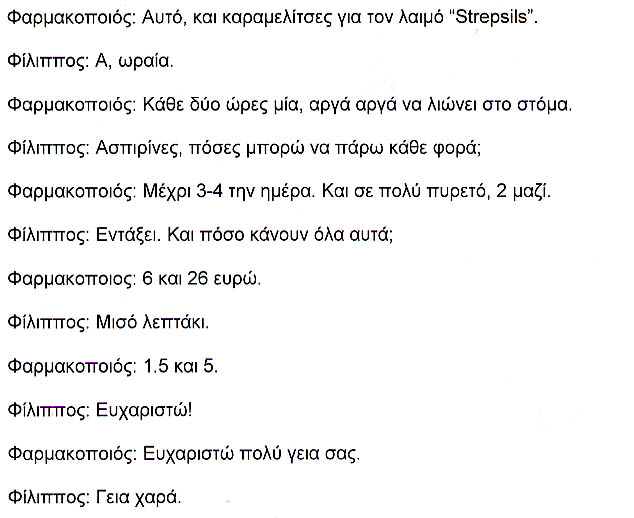 Φαρμακοποιός: Αυτό, και καραμελίτσες για τον λαιμό “Strepsils”.
Φίλιππος: Α, ωραία.
Φαρμακοποιός: Κάθε δύο ώρες μία, αργά αργά να λιώνει στο στόμα.
Φίλιππος: Ασπιρίνες, πόσες μπορώ να πάρω κάθε φορά;
Φαρμακοποιός: Μέχρι 3-4 την ημέρα. Και σε πολύ πυρετό, 2 μαζί.
Φίλιππος: Εντάξει. Και πόσο κάνουν όλα αυτά;
Φαρμακοποιος: 6 και 26 ευρώ.
Φίλιππος: Μισό λεπτάκι.
Φαρμακοποιός: 1.5 και 5.
Φίλιππος: Ευχαριστώ!
Φαρμακοποιός: Ευχαριστώ πολύ γεια σας.
Φίλιππος: Γεια χαρά.